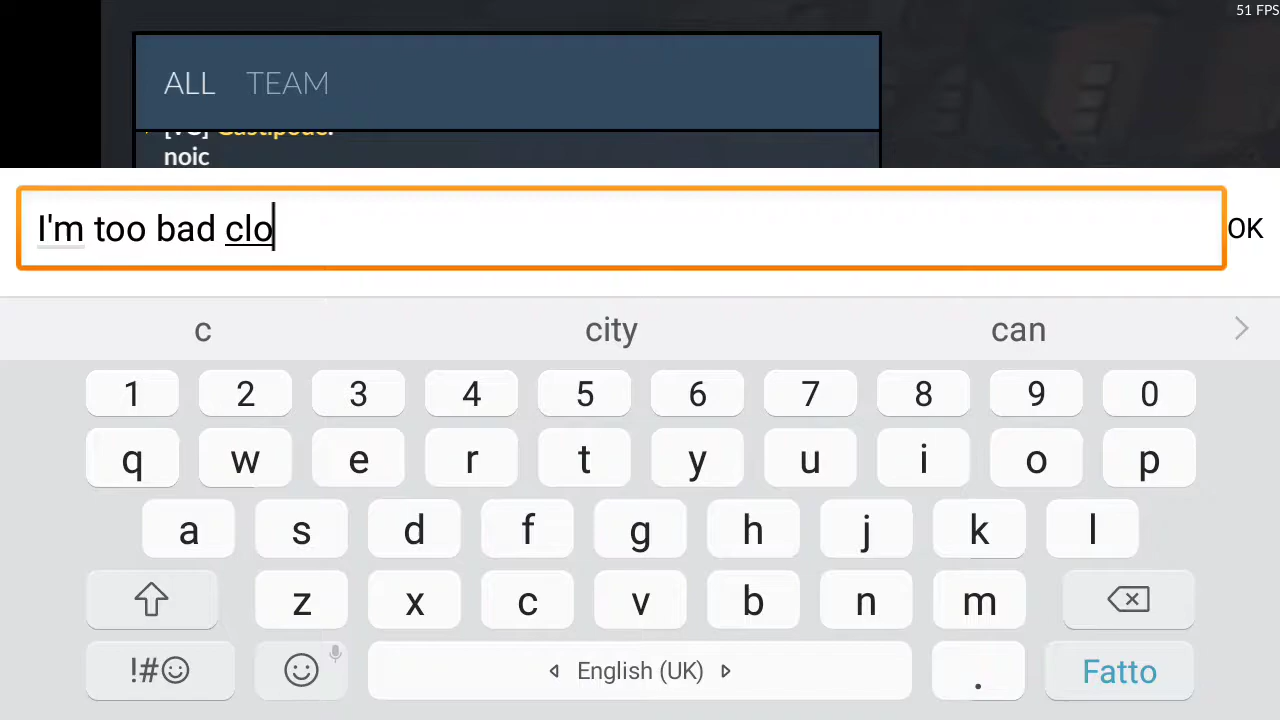 51 FPS
ALL TEAM
noic
I'm too bad clo
OK
c city can
1 2 3 4 5 6 7 8 9 0
q w e r t y u i o p
a s d f g h j k l
z x c v b n m
!#☺ English (UK) . Fatto